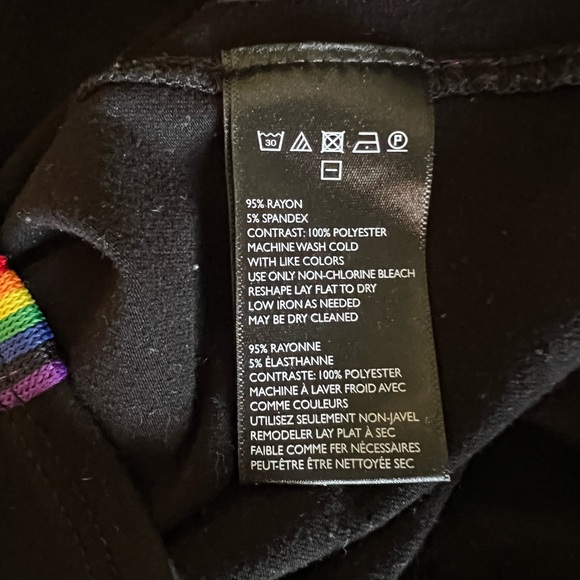 30 P
95% RAYON
5% SPANDEX
CONTRAST: 100% POLYESTER
MACHINE WASH COLD
WITH LIKE COLORS
USE ONLY NON-CHLORINE BLEACH
RESHAPE LAY FLAT TO DRY
LOW IRON AS NEEDED
MAY BE DRY CLEANED
95% RAYONNE
5% ÉLASTHANNE
CONTRASTE: 100% POLYESTER
MACHINE À LAVER FROID AVEC
COMME COULEURS
UTILISEZ SEULEMENT NON-JAVEL
REMODELER LAY PLAT À SEC
FAIBLE COMME FER NÉCESSAIRES
PEUT-ÊTRE ÊTRE NETTOYÉE SEC